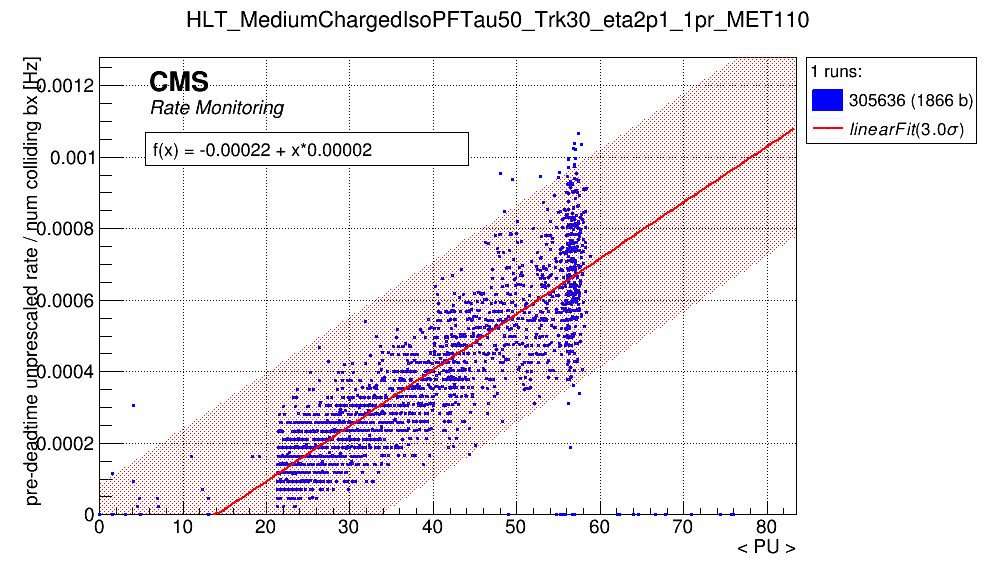 HLT_MediumChargedIsoPFTau50_Trk30_eta2p1_1pr_MET110
pre-deadtime unprescaled rate / num colliding bx [Hz]
CMS
Rate Monitoring
f(x) = -0.00022 + x*0.00002
1 runs:
305636 (1866 b)
linearFit(3.0σ)
0.0012
0.001
0.0008
0.0006
0.0004
0.0002
0
0 10 20 30 40 50 60 70 80
< PU >